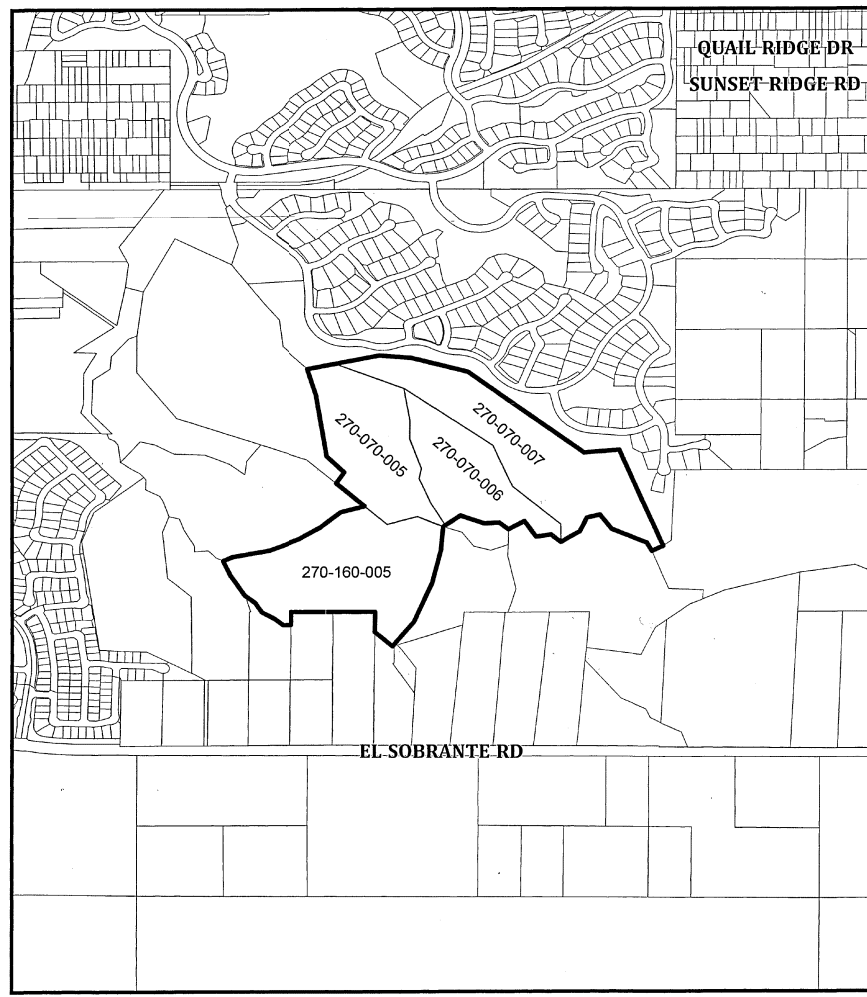 QUAIL RIDGE DR
SUNSET RIDGE RD
270-070-007
270-070-005
270-070-006
270-160-005
EL SOBRANTE RD